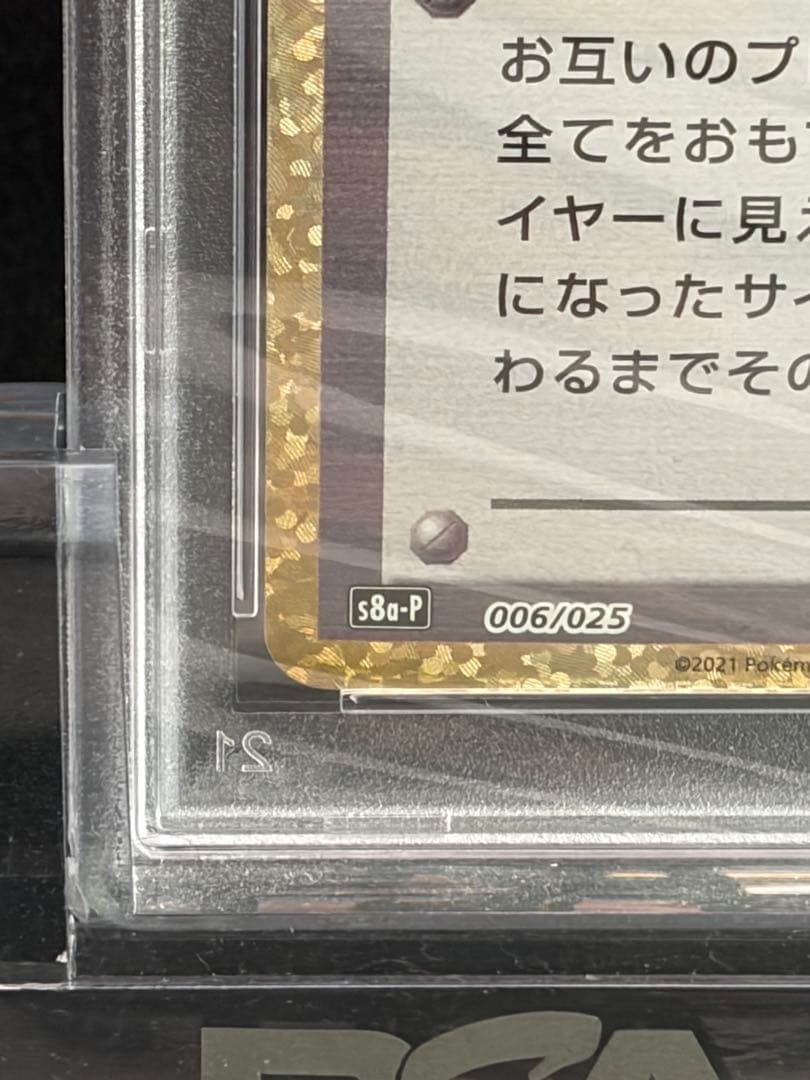 お互いのプ
全てをおも
イヤーに見え
になったサイ
わるまでその
s8a-P
006/025
©2021 Pokém
21
PSA